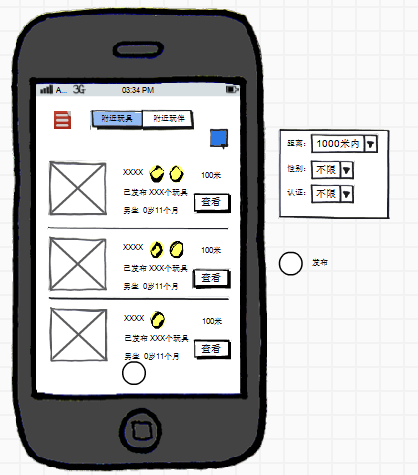 A... 3G 03:34 PM
附近玩具 附近玩伴
XXXX 100米
已发布 XXX个玩具
男生 0岁11个月 查看
XXXX 100米
已发布 XXX个玩具
男生 0岁11个月 查看
XXXX 100米
已发布 XXX个玩具
男生 0岁11个月 查看
距离: 1000米内
性别: 不限
认证: 不限
发布